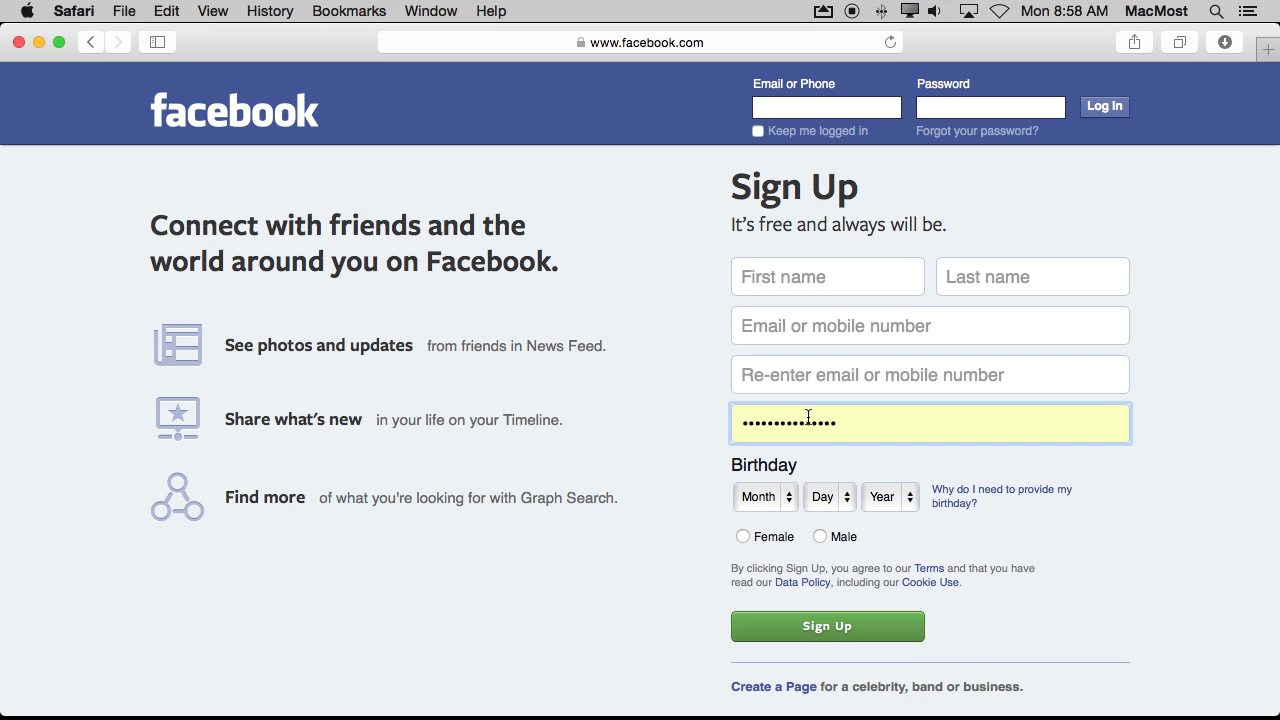 Safari File Edit View History Bookmarks Window Help Mon 8:58 AM MacMost
www.facebook.com
facebook
Email or Phone Password
Log In
Keep me logged in Forgot your password?
Connect with friends and the
world around you on Facebook.
See photos and updates from friends in News Feed.
Share what's new in your life on your Timeline.
Find more of what you're looking for with Graph Search.
Sign Up
It's free and always will be.
First name Last name
Email or mobile number
Re-enter email or mobile number
•••••••••••••••
Birthday
Month Day Year Why do I need to provide my
birthday?
Female Male
By clicking Sign Up, you agree to our Terms and that you have
read our Data Policy, including our Cookie Use.
Sign Up
Create a Page for a celebrity, band or business.